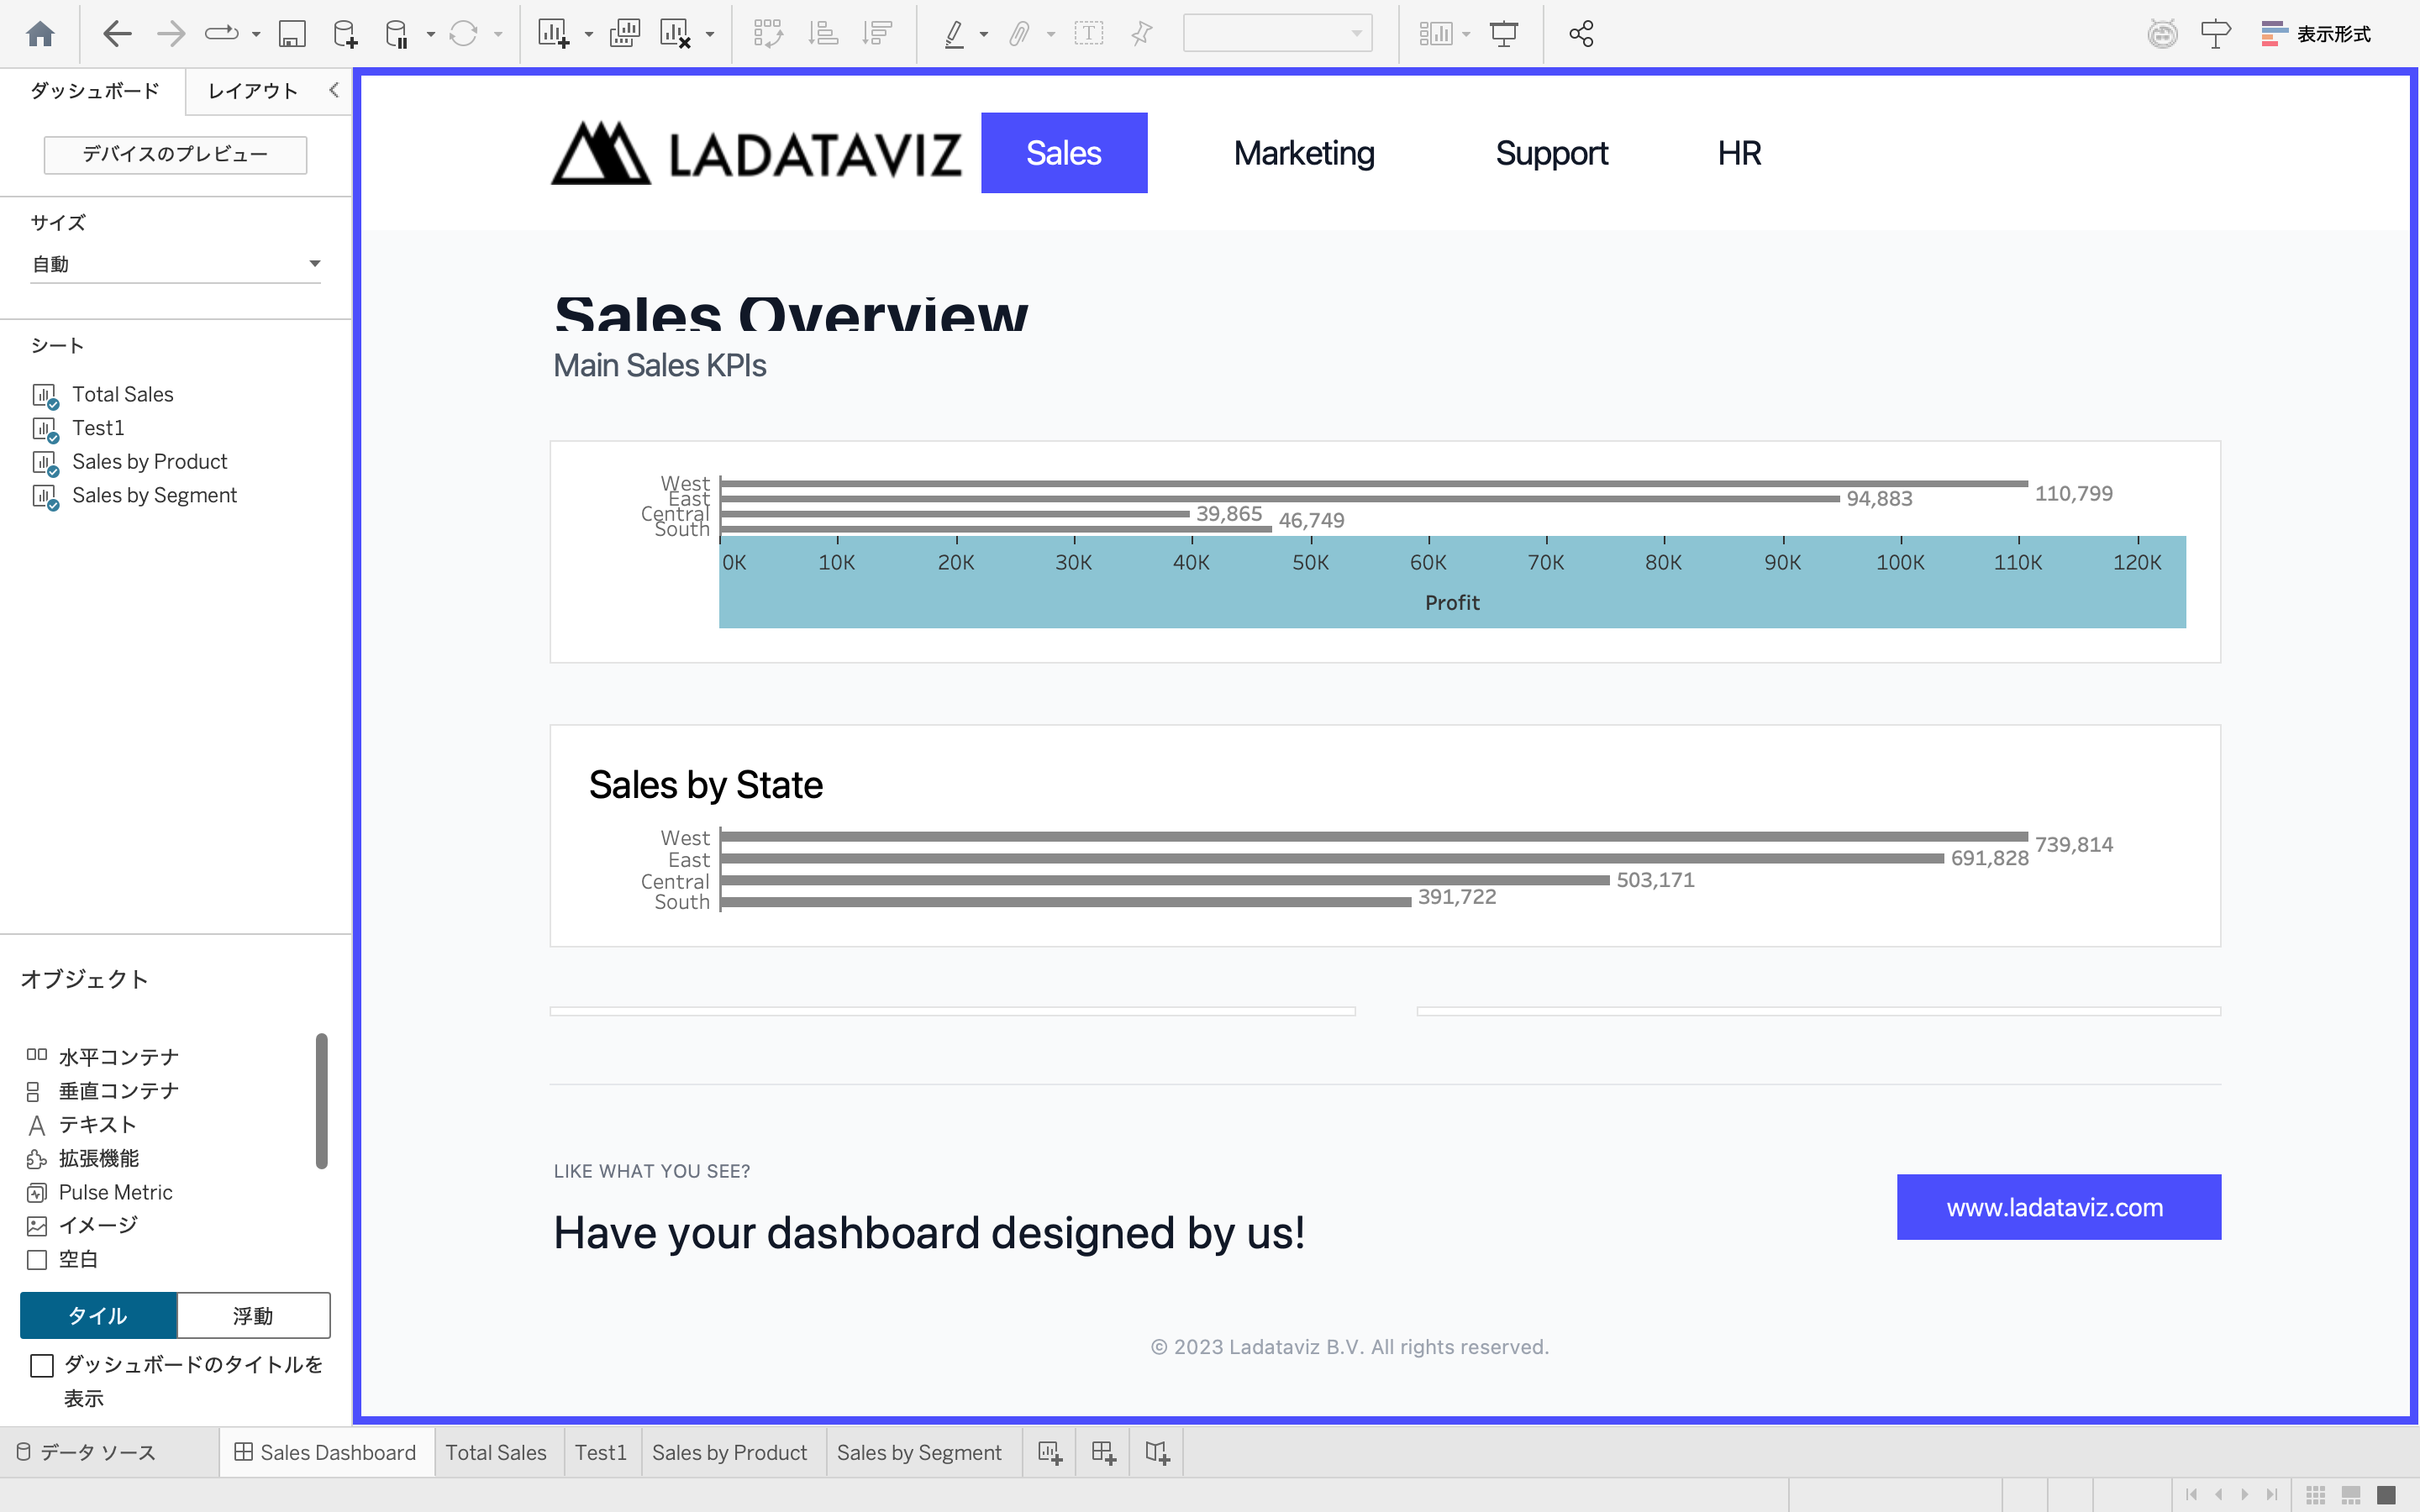 表示形式
ダッシュボード
レイアウト
デバイスのプレビュー
サイズ
自動
シート
Total Sales
Test1
Sales by Product
Sales by Segment
オブジェクト
水平コンテナ
垂直コンテナ
テキスト
拡張機能
Pulse Metric
イメージ
空白
タイル
浮動
ダッシュボードのタイトルを
表示
LADATAVIZ
Sales
Marketing
Support
HR
Sales Overview
Main Sales KPIs
West 110,799
East 94,883
Central 39,865
South 46,749
0K 10K 20K 30K 40K 50K 60K 70K 80K 90K 100K 110K 120K
Profit
Sales by State
West 739,814
East 691,828
Central 503,171
South 391,722
LIKE WHAT YOU SEE?
Have your dashboard designed by us!
www.ladataviz.com
© 2023 Ladataviz B.V. All rights reserved.
データ ソース
Sales Dashboard
Total Sales
Test1
Sales by Product
Sales by Segment